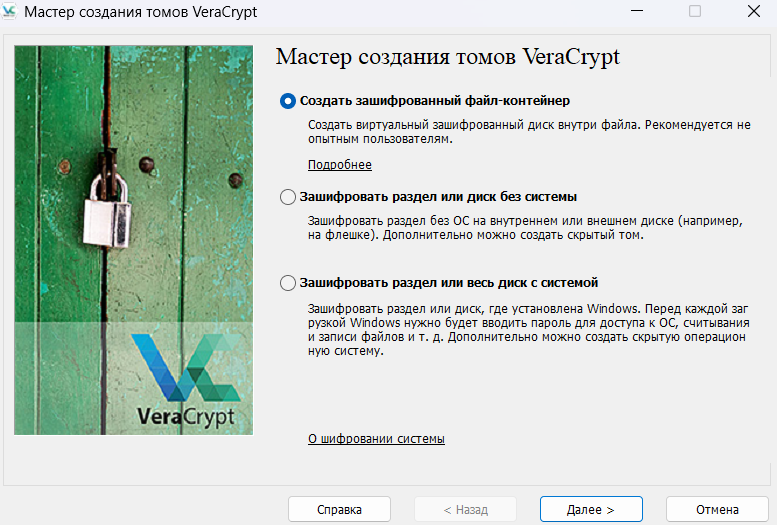 Мастер создания томов VeraCrypt
Мастер создания томов VeraCrypt
Создать зашифрованный файл-контейнер
Создать виртуальный зашифрованный диск внутри файла. Рекомендуется не
опытным пользователям.
Подробнее
Зашифровать раздел или диск без системы
Зашифровать раздел без ОС на внутреннем или внешнем диске (например,
на флешке). Дополнительно можно создать скрытый том.
Зашифровать раздел или весь диск с системой
Зашифровать раздел или диск, где установлена Windows. Перед каждой заг
рузкой Windows нужно будет вводить пароль для доступа к ОС, считывания
и записи файлов и т. д. Дополнительно можно создать скрытую операцион
ную систему.
VeraCrypt
О шифровании системы
Справка
< Назад
Далее >
Отмена